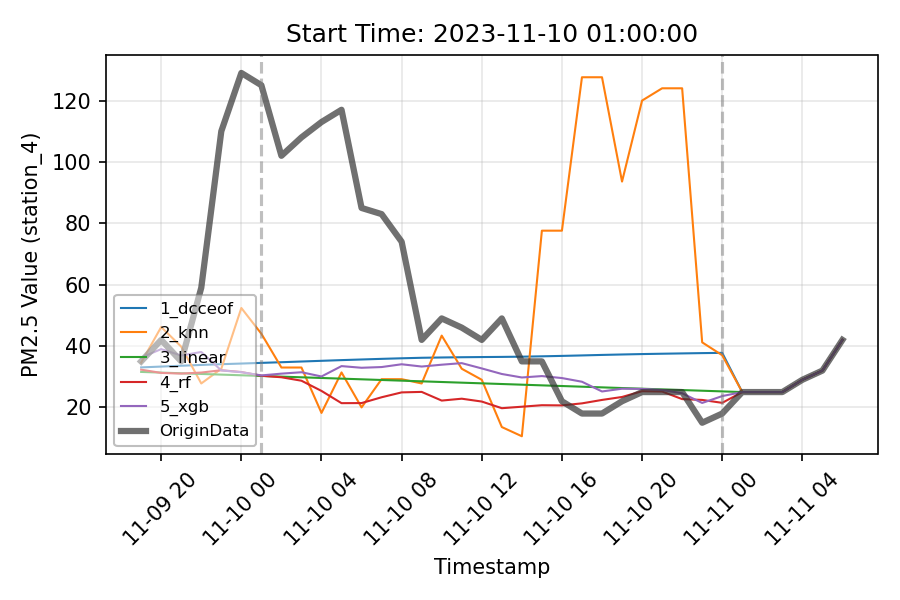 Start Time: 2023-11-10 01:00:00
PM2.5 Value (station_4)
120
100
80
60
40
20
1_dcceof
2_knn
3_linear
4_rf
5_xgb
OriginData
11-09 20
11-10 00
11-10 04
11-10 08
11-10 12
11-10 16
11-10 20
11-11 00
11-11 04
Timestamp